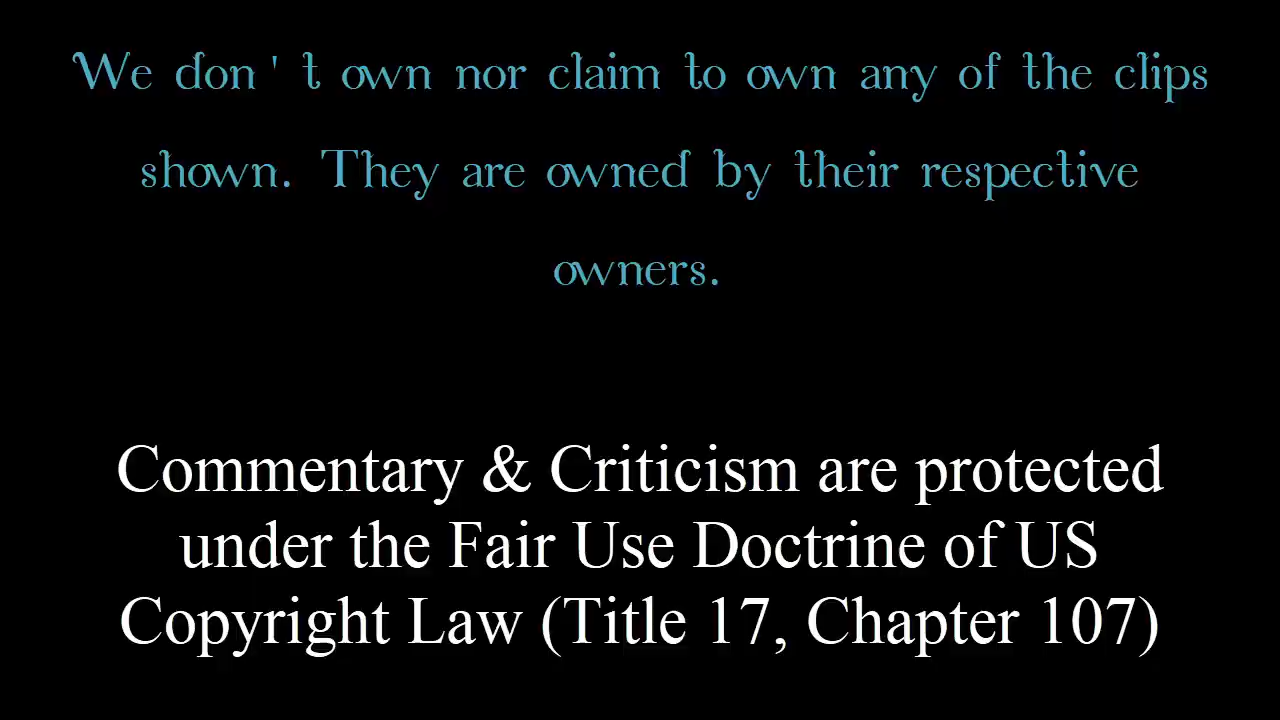 We don't own nor claim to own any of the clips
shown. They are owned by their respective
owners.
Commentary & Criticism are protected
under the Fair Use Doctrine of US
Copyright Law (Title 17, Chapter 107)